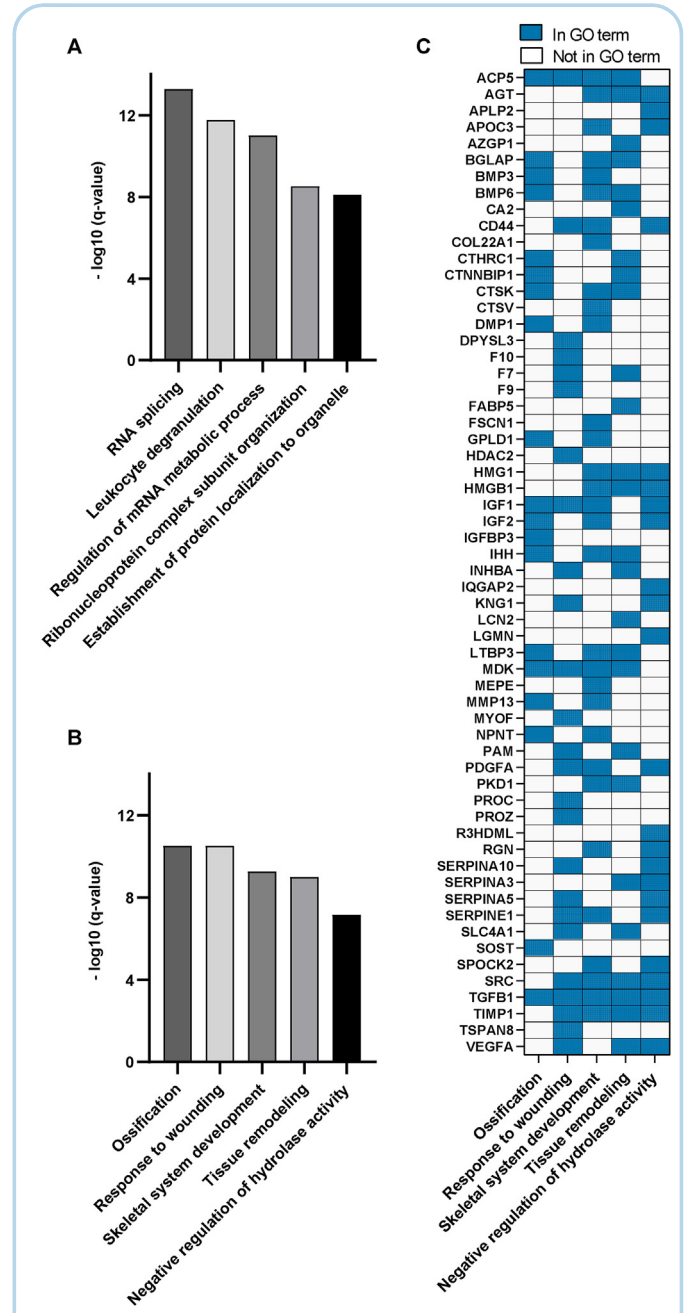 A
- log10 (q-value)
12
8
4
0
RNA splicing
Leukocyte degranulation
Regulation of mRNA metabolic process
Ribonucleoprotein complex subunit organization
Establishment of protein localization to organelle
B
- log10 (q-value)
12
8
4
0
Ossification
Response to wounding
Skeletal system development
Tissue remodeling
Negative regulation of hydrolase activity
C
In GO term
Not in GO term
ACP5
AGT
APLP2
APOC3
AZGP1
BGLAP
BMP3
BMP6
CA2
CD44
COL22A1
CTHRC1
CTNNBIP1
CTSK
CTSV
DMP1
DPYSL3
F10
F7
F9
FABP5
FSCN1
GPLD1
HDAC2
HMG1
HMGB1
IGF1
IGF2
IGFBP3
IHH
INHBA
IQGAP2
KNG1
LCN2
LGMN
LTBP3
MDK
MEPE
MMP13
MYOF
NPNT
PAM
PDGFA
PKD1
PROC
PROZ
R3HDML
RGN
SERPINA10
SERPINA3
SERPINA5
SERPINE1
SLC4A1
SOST
SPOCK2
SRC
TGFB1
TIMP1
TSPAN8
VEGFA
Ossification
Response to wounding
Skeletal system development
Tissue remodeling
Negative regulation of hydrolase activity